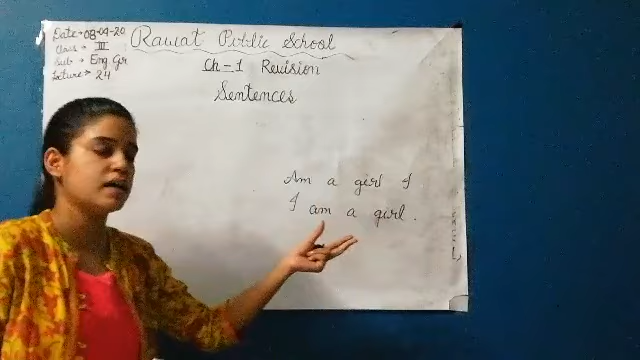 Date→08-09-20
Class → III
Sub → Eng. Gr
Lecture→ 24
Rawat Public School
Ch-1 Revision
Sentences
Am a girl I
I am a girl.